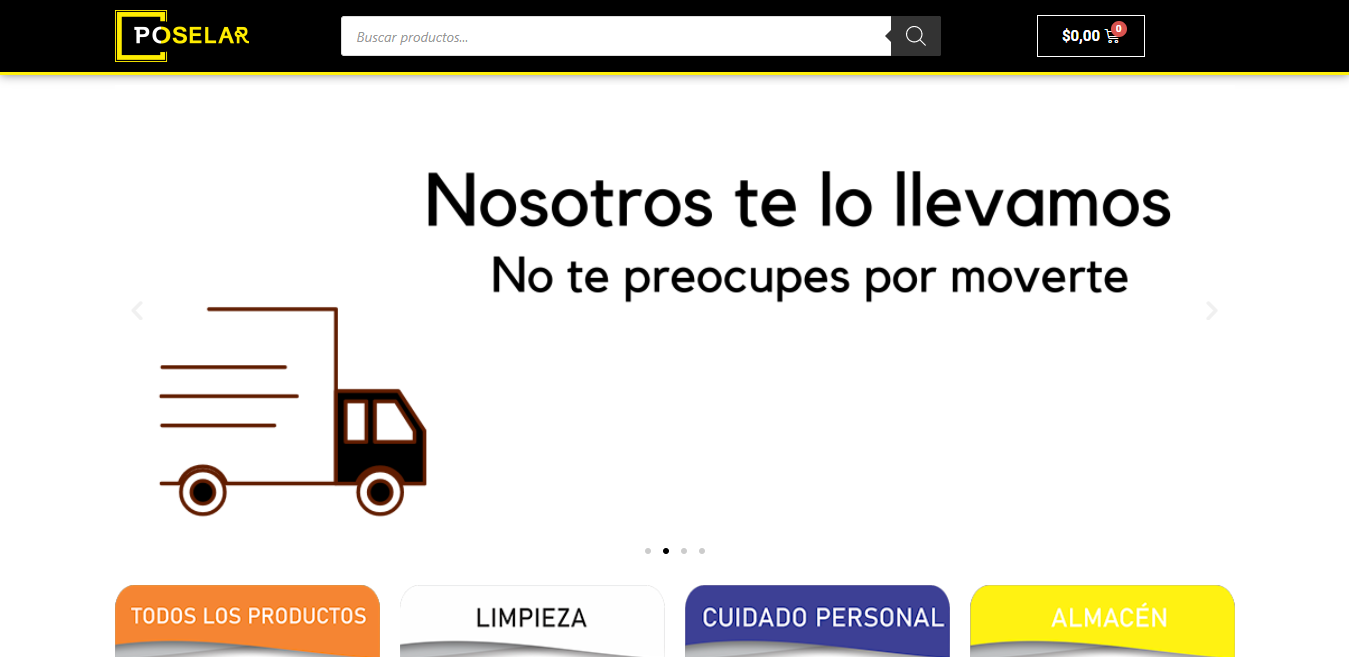 POSELAR
Buscar productos...
$0,00 0
Nosotros te lo llevamos
No te preocupes por moverte
TODOS LOS PRODUCTOS
LIMPIEZA
CUIDADO PERSONAL
ALMACÉN